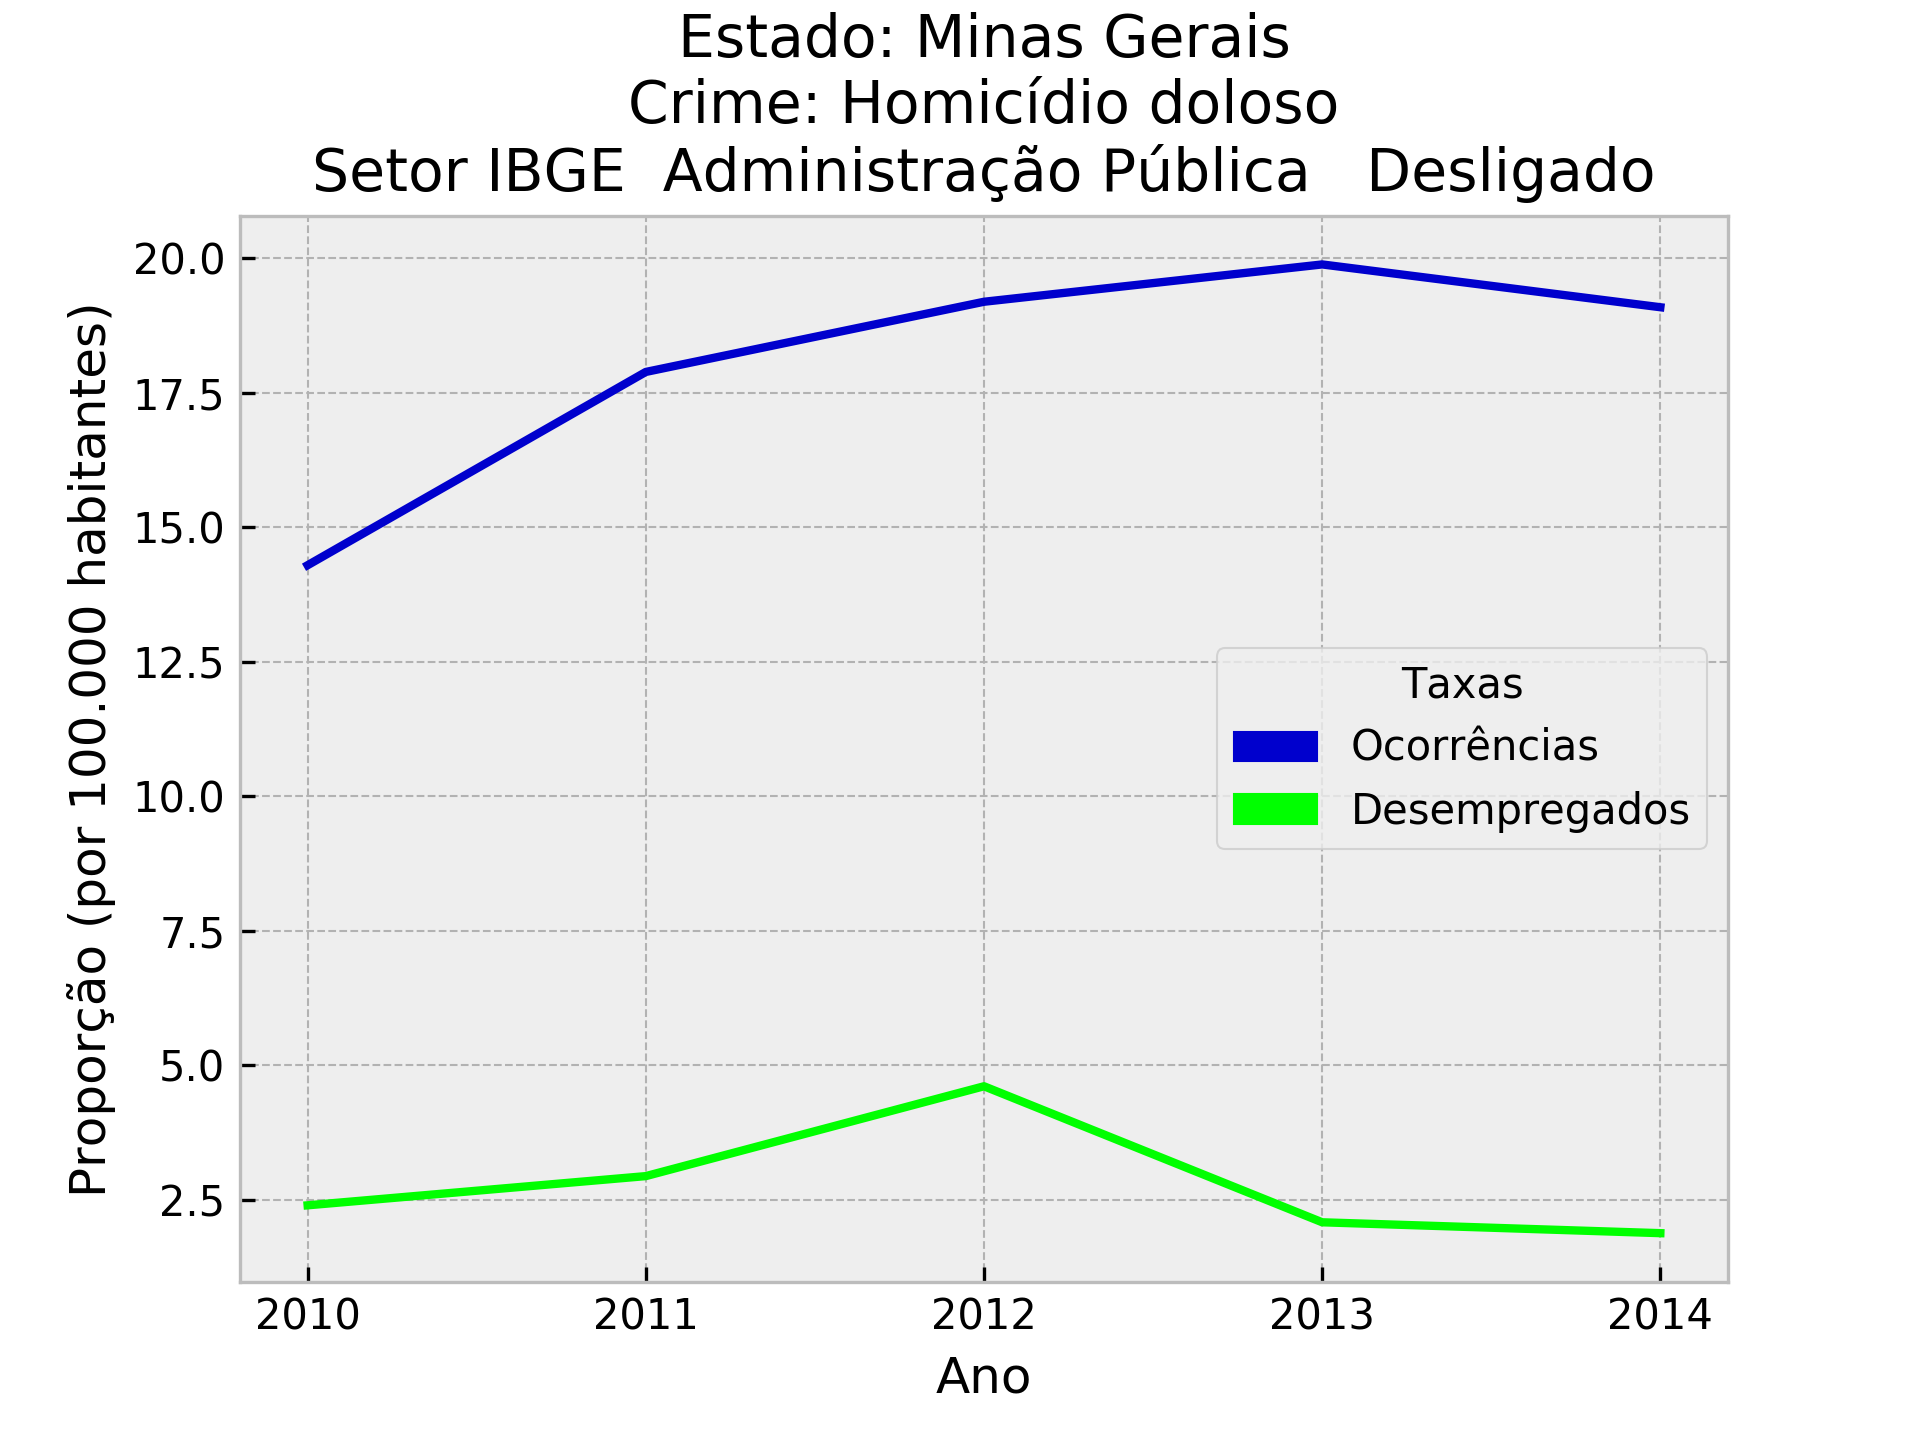 Estado: Minas Gerais
Crime: Homicídio doloso
Setor IBGE  Administração Pública   Desligado
Proporção (por 100.000 habitantes)
20.0
17.5
15.0
12.5
10.0
7.5
5.0
2.5
Taxas
Ocorrências
Desempregados
2010 2011 2012 2013 2014
Ano